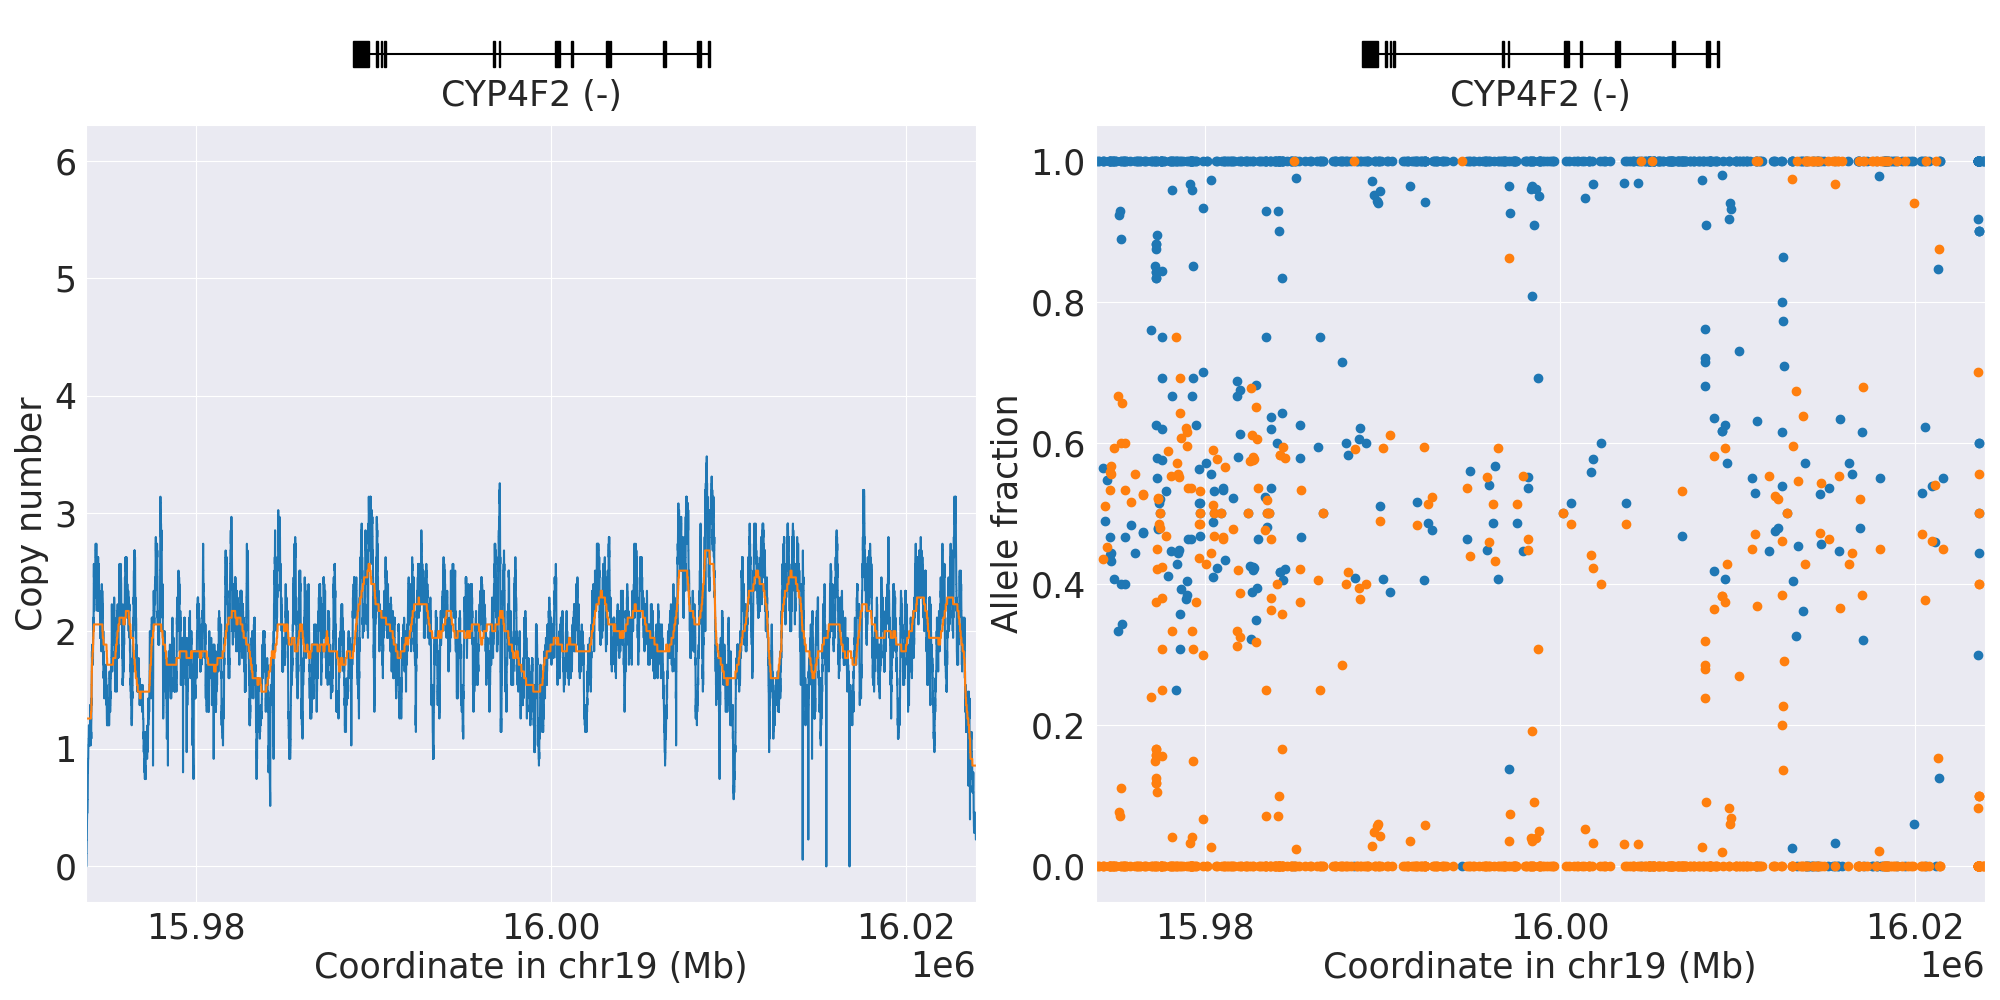 CYP4F2 (-)
CYP4F2 (-)
6
5
4
3
2
1
0
Copy number
15.98
16.00
16.02
Coordinate in chr19 (Mb)
1e6
1.0
0.8
0.6
0.4
0.2
0.0
Allele fraction
15.98
16.00
16.02
Coordinate in chr19 (Mb)
1e6